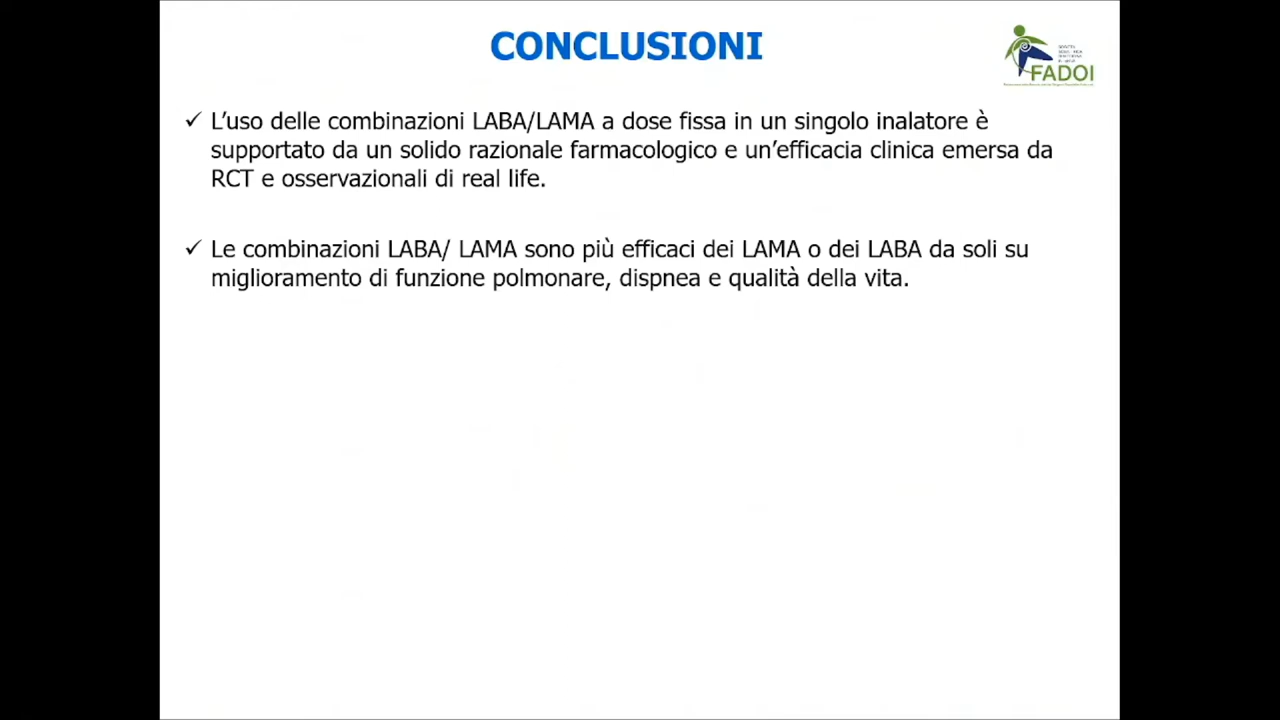 CONCLUSIONI
FADOI
✓ L’uso delle combinazioni LABA/LAMA a dose fissa in un singolo inalatore è
supportato da un solido razionale farmacologico e un’efficacia clinica emersa da
RCT e osservazionali di real life.
✓ Le combinazioni LABA/ LAMA sono più efficaci dei LAMA o dei LABA da soli su
miglioramento di funzione polmonare, dispnea e qualità della vita.